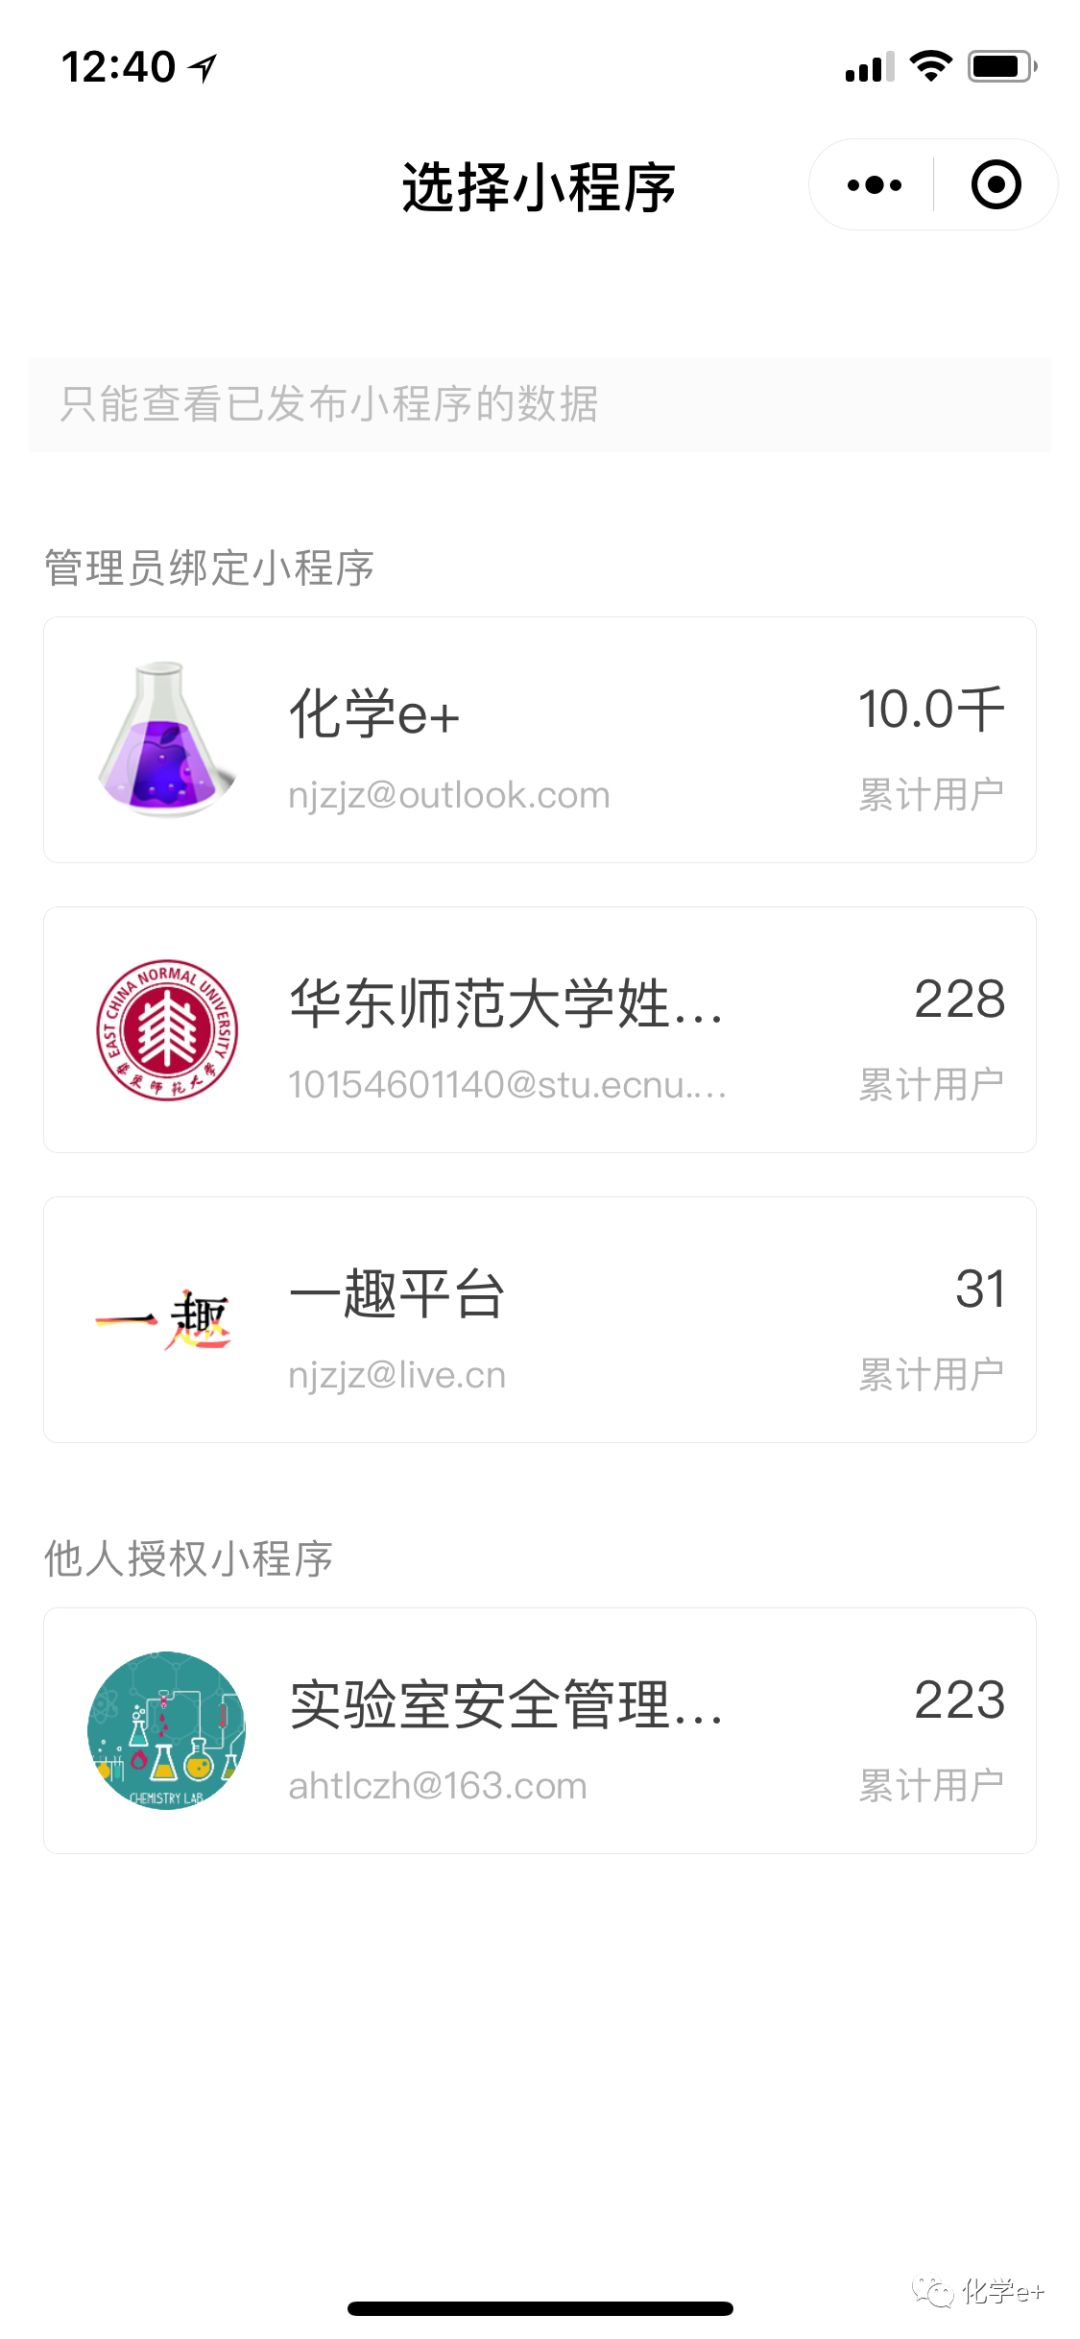 12:40
选择小程序
只能查看已发布小程序的数据
管理员绑定小程序
化学e+
10.0千
njzjz@outlook.com
累计用户
EAST CHINA NORMAL UNIVERSITY
华东师范大学
华东师范大学姓...
228
10154601140@stu.ecnu....
累计用户
一趣
一趣平台
31
njzjz@live.cn
累计用户
他人授权小程序
CHEMISTRY LAB
实验室安全管理...
223
ahtlczh@163.com
累计用户
化学e+